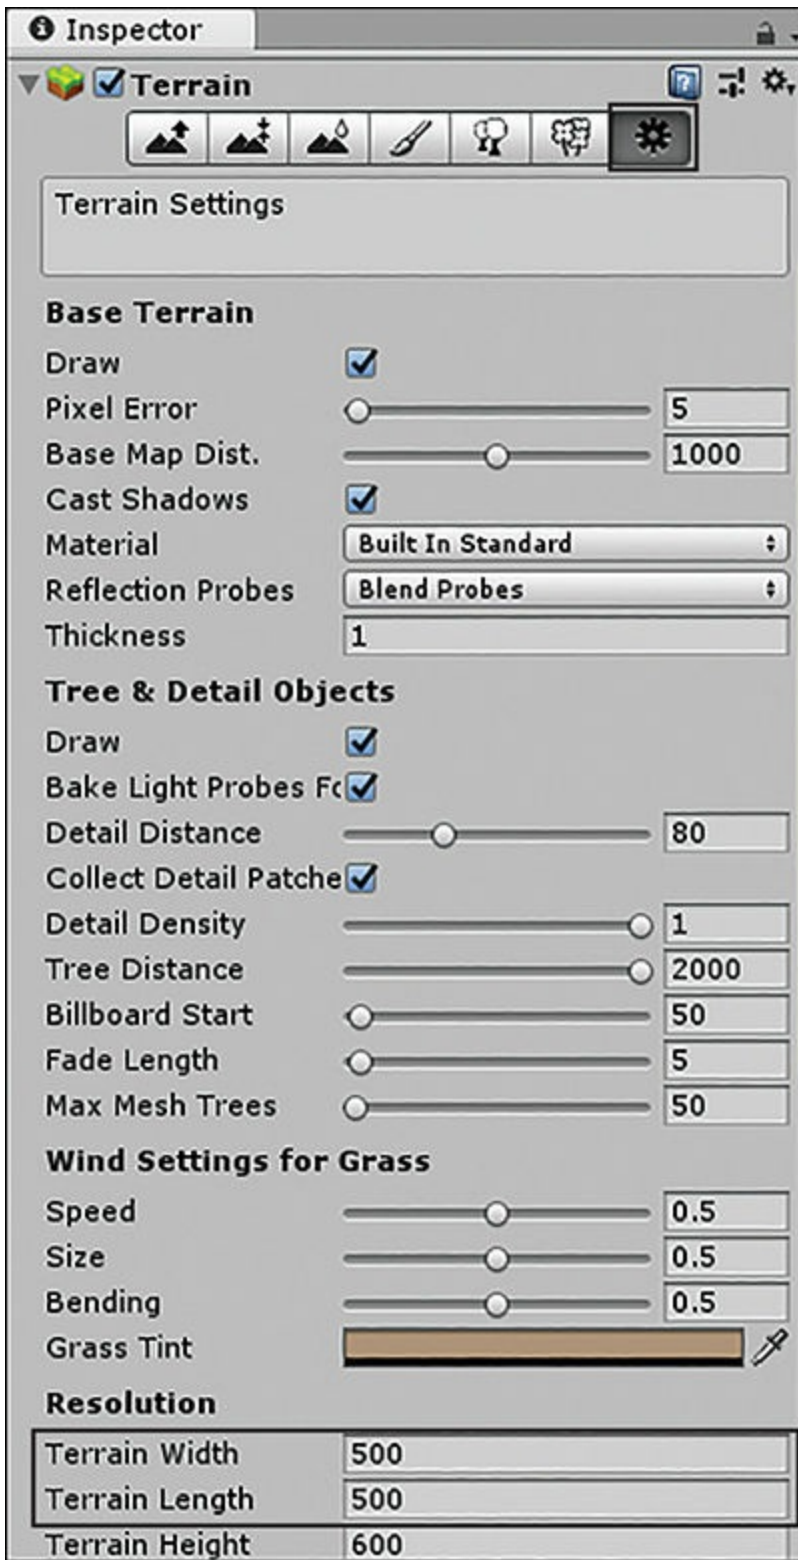 Inspector
Terrain
Terrain Settings
Base Terrain
Draw
Pixel Error 5
Base Map Dist. 1000
Cast Shadows
Material Built In Standard
Reflection Probes Blend Probes
Thickness 1
Tree & Detail Objects
Draw
Bake Light Probes Fo
Detail Distance 80
Collect Detail Patche
Detail Density 1
Tree Distance 2000
Billboard Start 50
Fade Length 5
Max Mesh Trees 50
Wind Settings for Grass
Speed 0.5
Size 0.5
Bending 0.5
Grass Tint
Resolution
Terrain Width 500
Terrain Length 500
Terrain Height 600